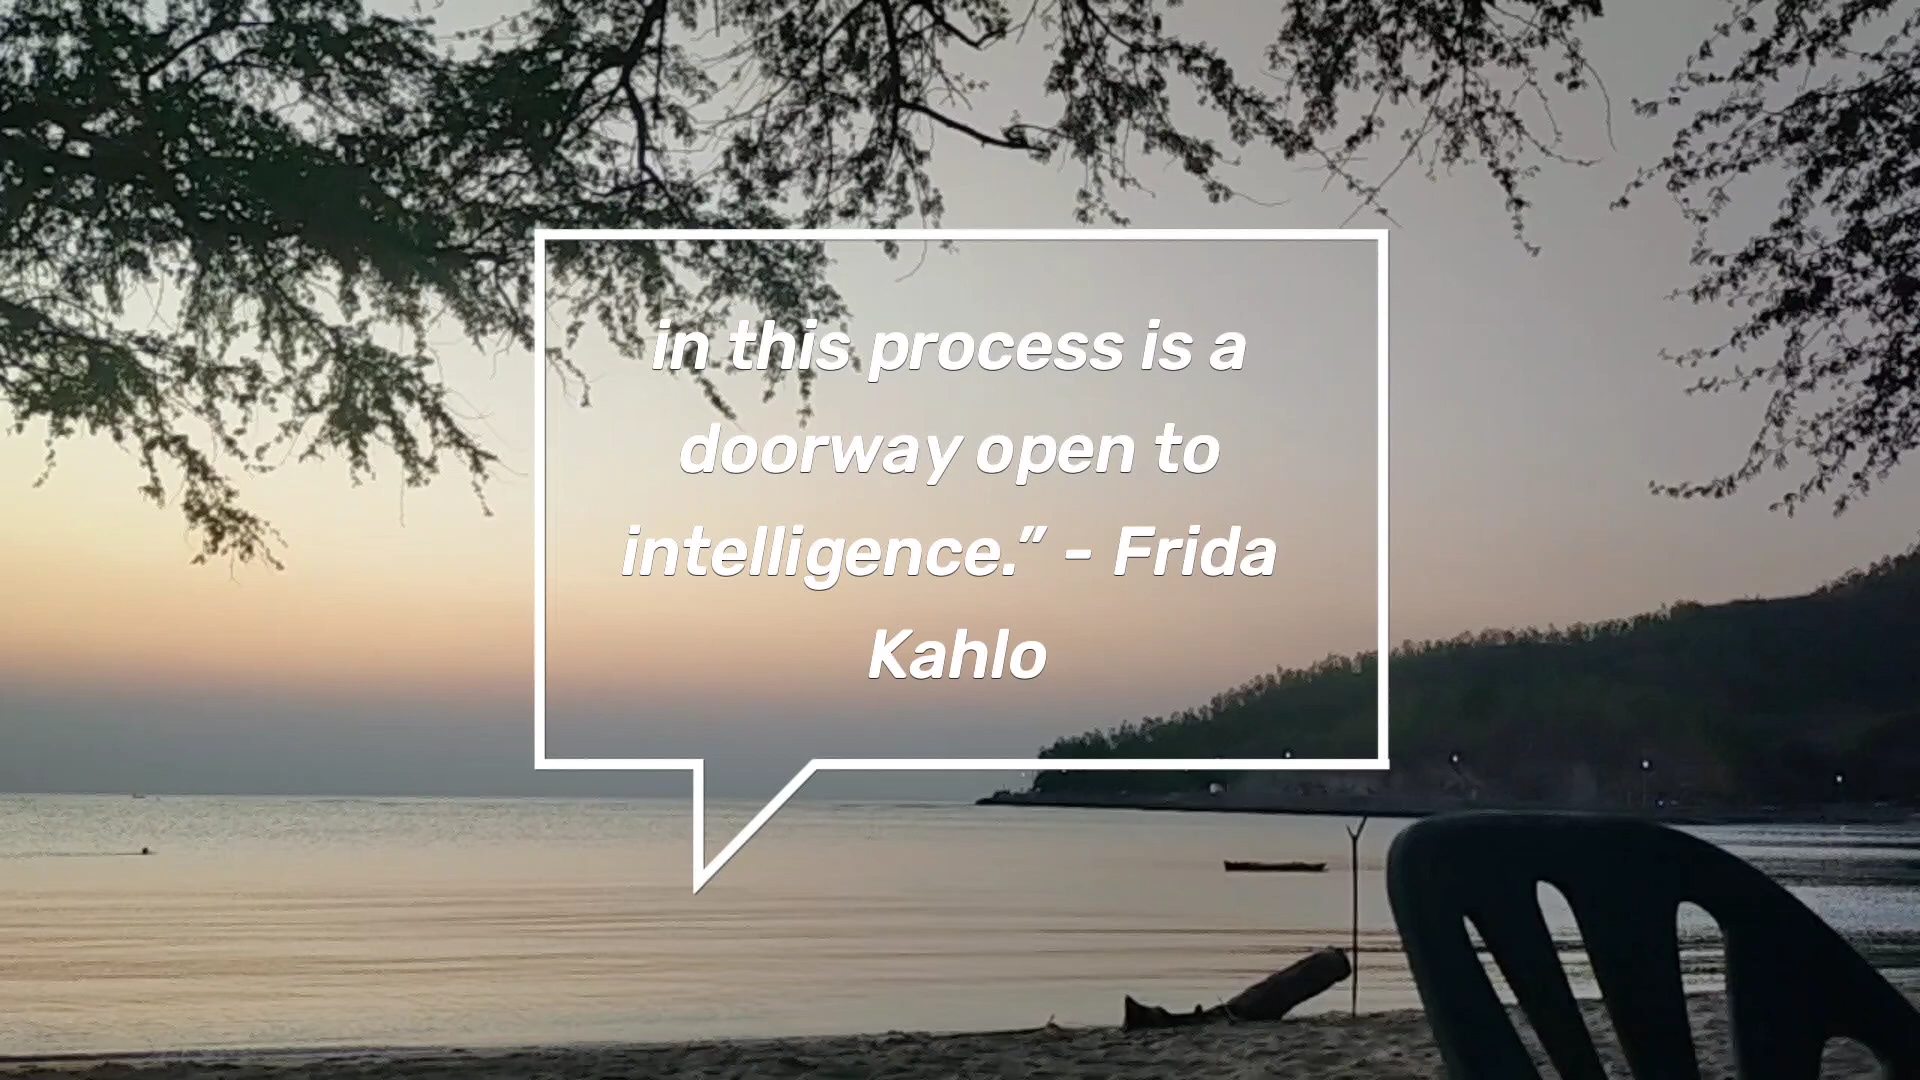 in this process is a
doorway open to
intelligence.” - Frida
Kahlo